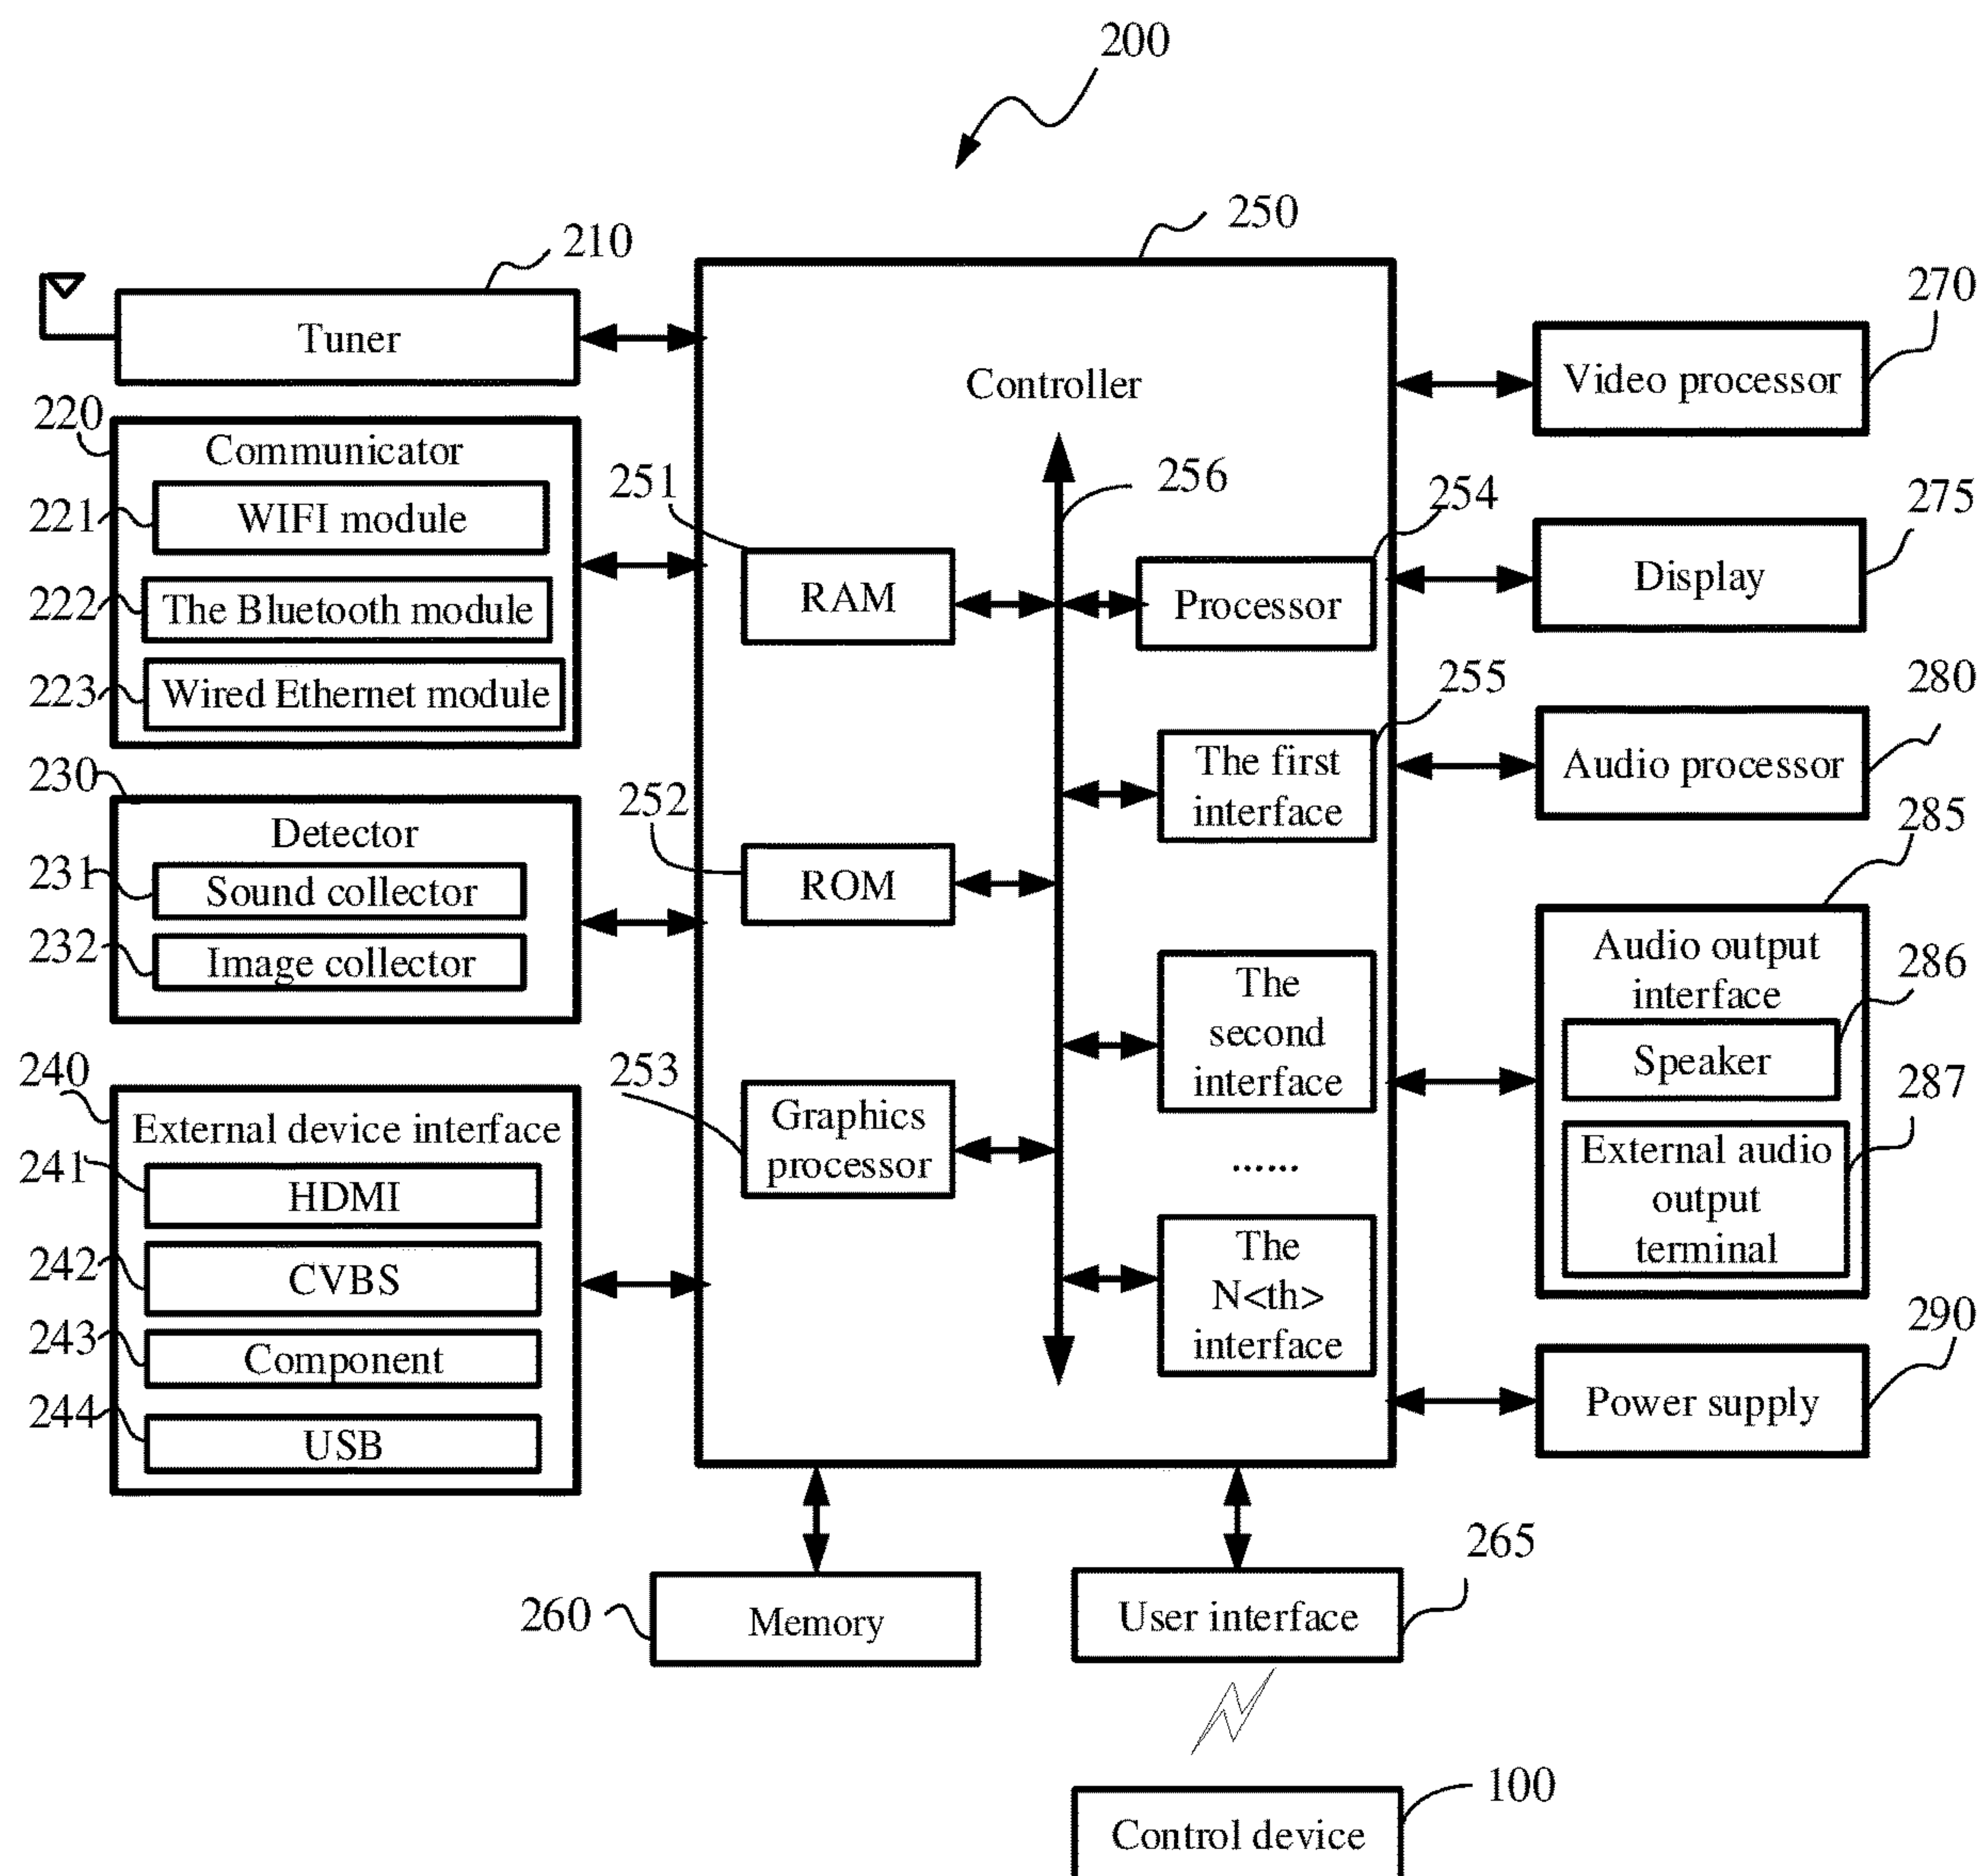 200
250
210
270
Tuner
Controller
Video processor
220
Communicator
251
256
254
275
221
WIFI module
222
The Bluetooth module
RAM
Processor
Display
223
Wired Ethernet module
255
280
230
Detector
252
The first
interface
Audio processor
285
231
Sound collector
ROM
232
Image collector
Audio output
interface
286
The
second
interface
Speaker
240
External device interface
253
287
241
HDMI
Graphics
processor
......
External audio
output
terminal
242
CVBS
The
N<th>
interface
243
Component
290
244
USB
Power supply
265
260
Memory
User interface
100
Control device